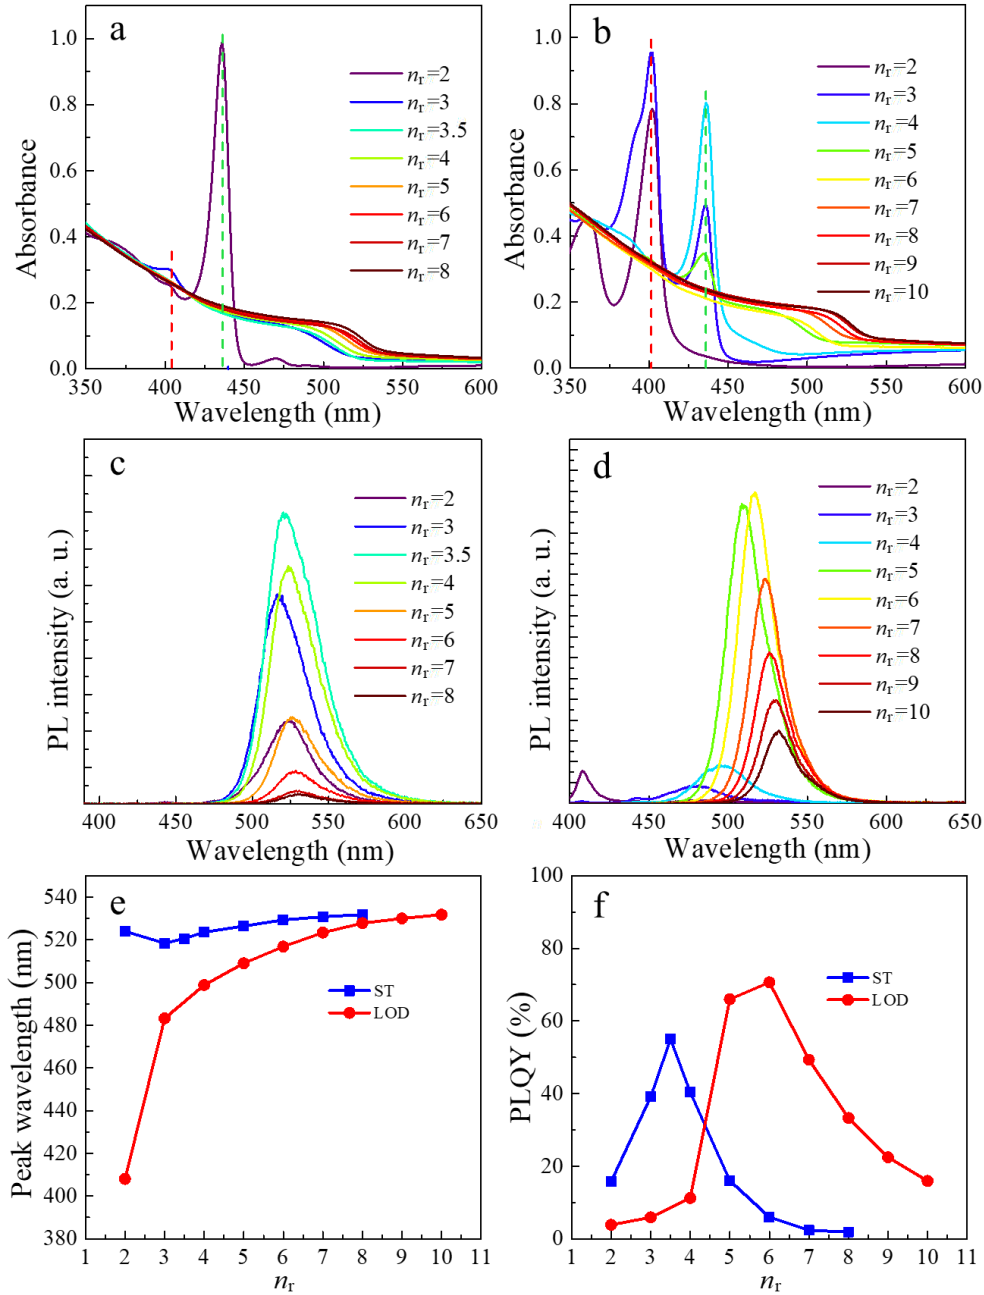 a
1.0
0.8
0.6
0.4
0.2
0.0
Absorbance
nr=2
nr=3
nr=3.5
nr=4
nr=5
nr=6
nr=7
nr=8
350 400 450 500 550 600
Wavelength (nm)
b
1.0
0.8
0.6
0.4
0.2
0.0
Absorbance
nr=2
nr=3
nr=4
nr=5
nr=6
nr=7
nr=8
nr=9
nr=10
350 400 450 500 550 600
Wavelength (nm)
c
PL intensity (a. u.)
nr=2
nr=3
nr=3.5
nr=4
nr=5
nr=6
nr=7
nr=8
400 450 500 550 600 650
Wavelength (nm)
d
PL intensity (a. u.)
nr=2
nr=3
nr=4
nr=5
nr=6
nr=7
nr=8
nr=9
nr=10
400 450 500 550 600 650
Wavelength (nm)
e
540
520
500
480
460
440
420
400
380
Peak wavelength (nm)
ST
LOD
1 2 3 4 5 6 7 8 9 10 11
nr
f
100
80
60
40
20
0
PLQY (%)
ST
LOD
1 2 3 4 5 6 7 8 9 10 11
nr